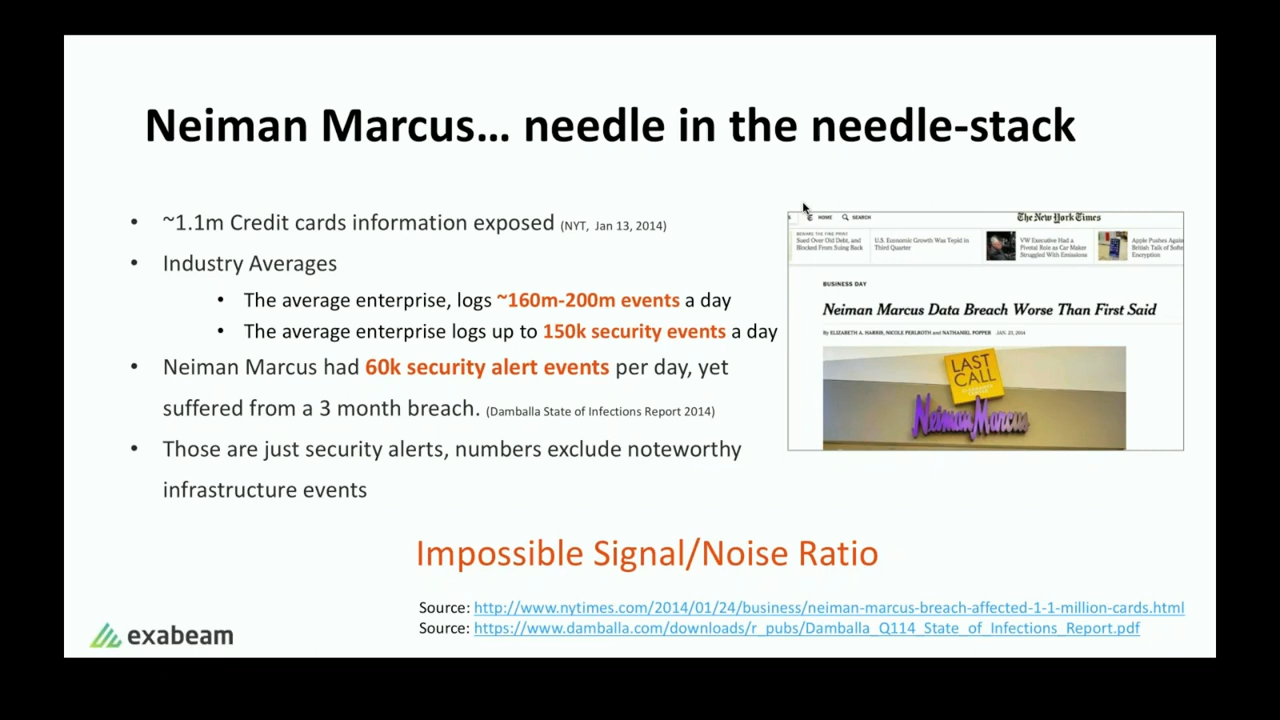 Neiman Marcus... needle in the needle-stack
• ~1.1m Credit cards information exposed (NYT, Jan 13, 2014)
• Industry Averages
• The average enterprise, logs ~160m-200m events a day
• The average enterprise logs up to 150k security events a day
• Neiman Marcus had 60k security alert events per day, yet
suffered from a 3 month breach. (Damballa State of Infections Report 2014)
• Those are just security alerts, numbers exclude noteworthy
infrastructure events
HOME SEARCH
The New York Times
BEWARE THE FINE PRINT
Sued Over Old Debt, and
Blocked From Suing Back
U.S. Economic Growth Was Tepid in
Third Quarter
VW Executive Had a
Pivotal Role as Car Maker
Struggled With Emissions
Apple Pushes Again
British Talk of Softe
Encryption
BUSINESS DAY
Neiman Marcus Data Breach Worse Than First Said
By ELIZABETH A. HARRIS, NICOLE PERLROTH and NATHANIEL POPPER JAN. 23, 2014
LAST
CALL
Neiman Marcus
Impossible Signal/Noise Ratio
Source: http://www.nytimes.com/2014/01/24/business/neiman-marcus-breach-affected-1-1-million-cards.html
Source: https://www.damballa.com/downloads/r_pubs/Damballa_Q114_State_of_Infections_Report.pdf
exabeam